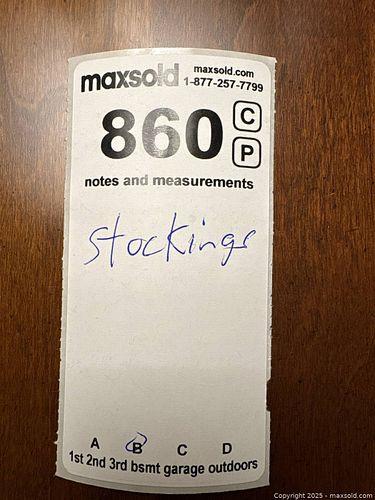 maxsold maxsold.com
1-877-257-7799
860 C
P
notes and measurements
stockings
A B C D
1st 2nd 3rd bsmt garage outdoors
Copyright 2025 - maxsold.com